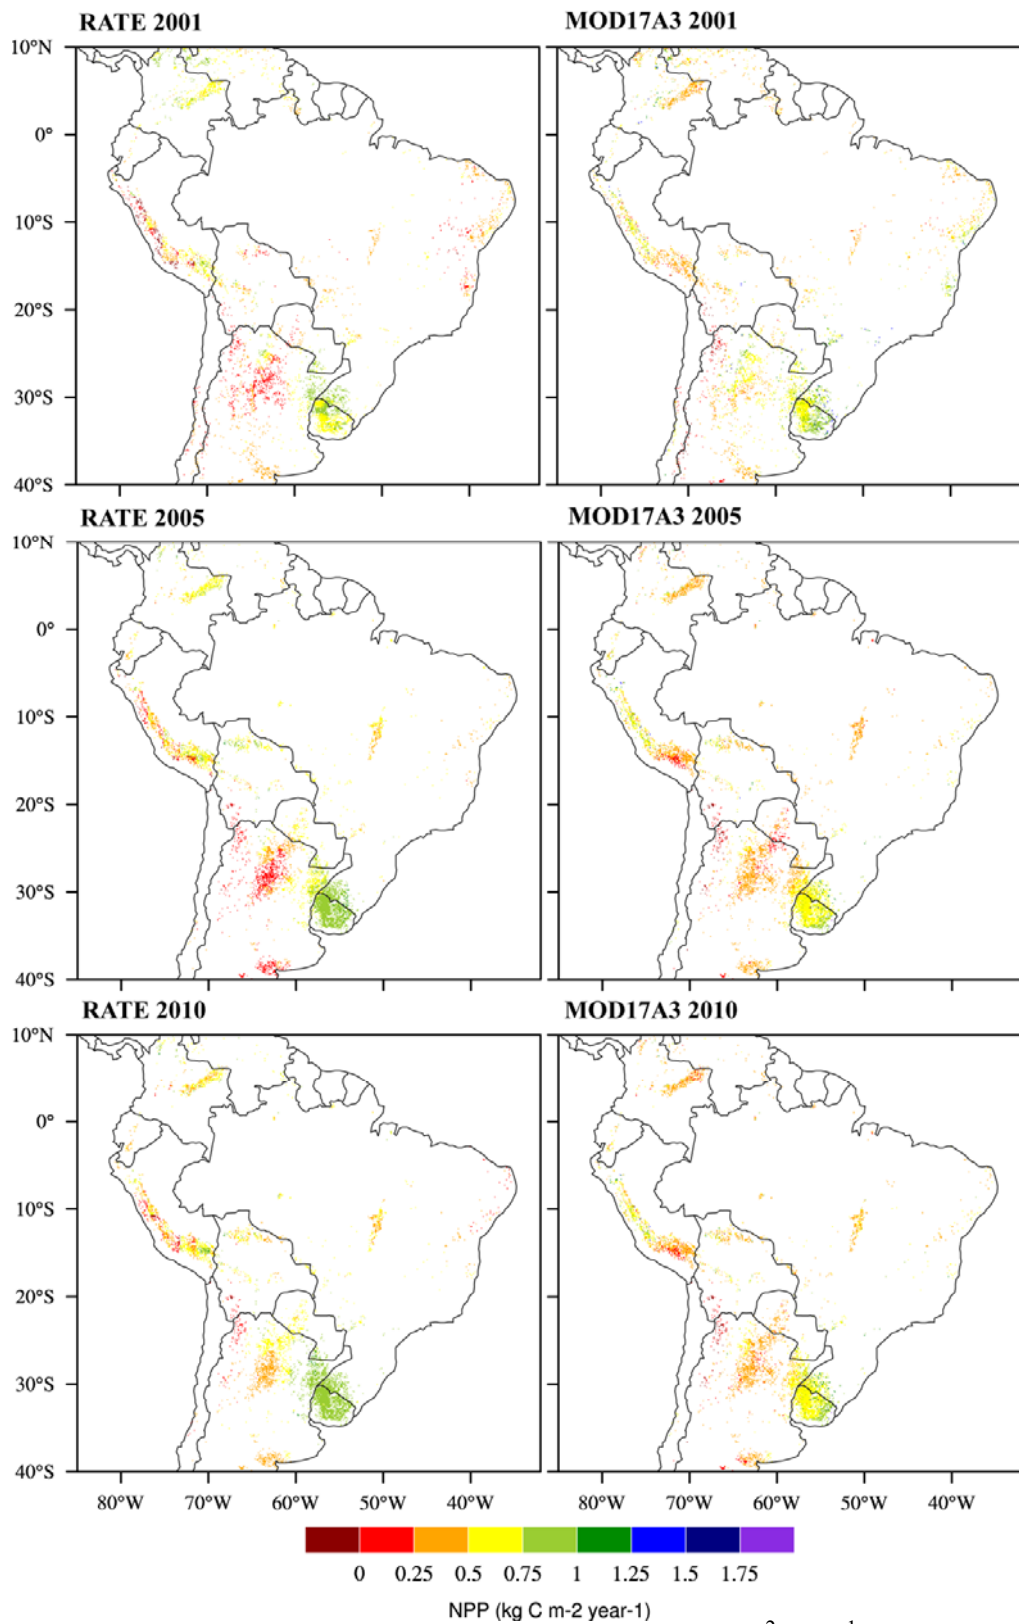 RATE 2001 MOD17A3 2001
10°N
0°
10°S
20°S
30°S
40°S
RATE 2005 MOD17A3 2005
10°N
0°
10°S
20°S
30°S
40°S
RATE 2010 MOD17A3 2010
10°N
0°
10°S
20°S
30°S
40°S
80°W 70°W 60°W 50°W 40°W 80°W 70°W 60°W 50°W 40°W
0 0.25 0.5 0.75 1 1.25 1.5 1.75
NPP (kg C m-2 year-1)